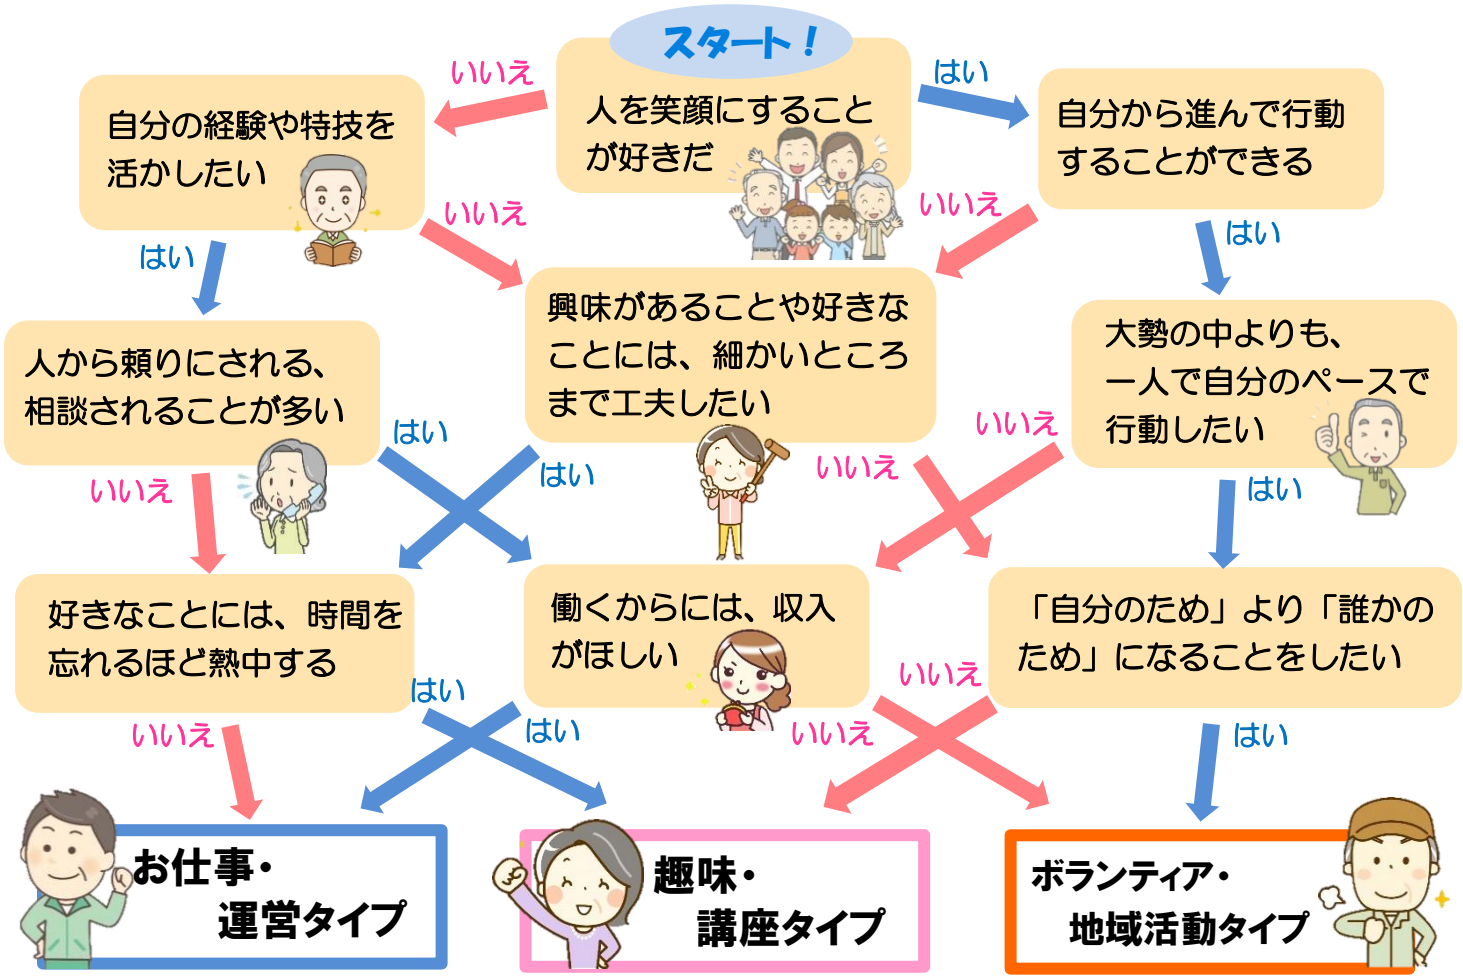 スタート！
いいえ
はい
人を笑顔にすること
が好きだ
自分の経験や特技を
活かしたい
自分から進んで行動
することができる
いいえ
いいえ
はい
はい
興味があることや好きな
ことには、細かいところ
まで工夫したい
人から頼りにされる、
相談されることが多い
大勢の中よりも、
一人で自分のペースで
行動したい
はい
いいえ
いいえ
はい
いいえ
はい
好きなことには、時間を
忘れるほど熱中する
働くからには、収入
がほしい
「自分のため」より「誰かの
ため」になることをしたい
はい
いいえ
いいえ
はい
いいえ
はい
お仕事・
運営タイプ
趣味・
講座タイプ
ボランティア・
地域活動タイプ